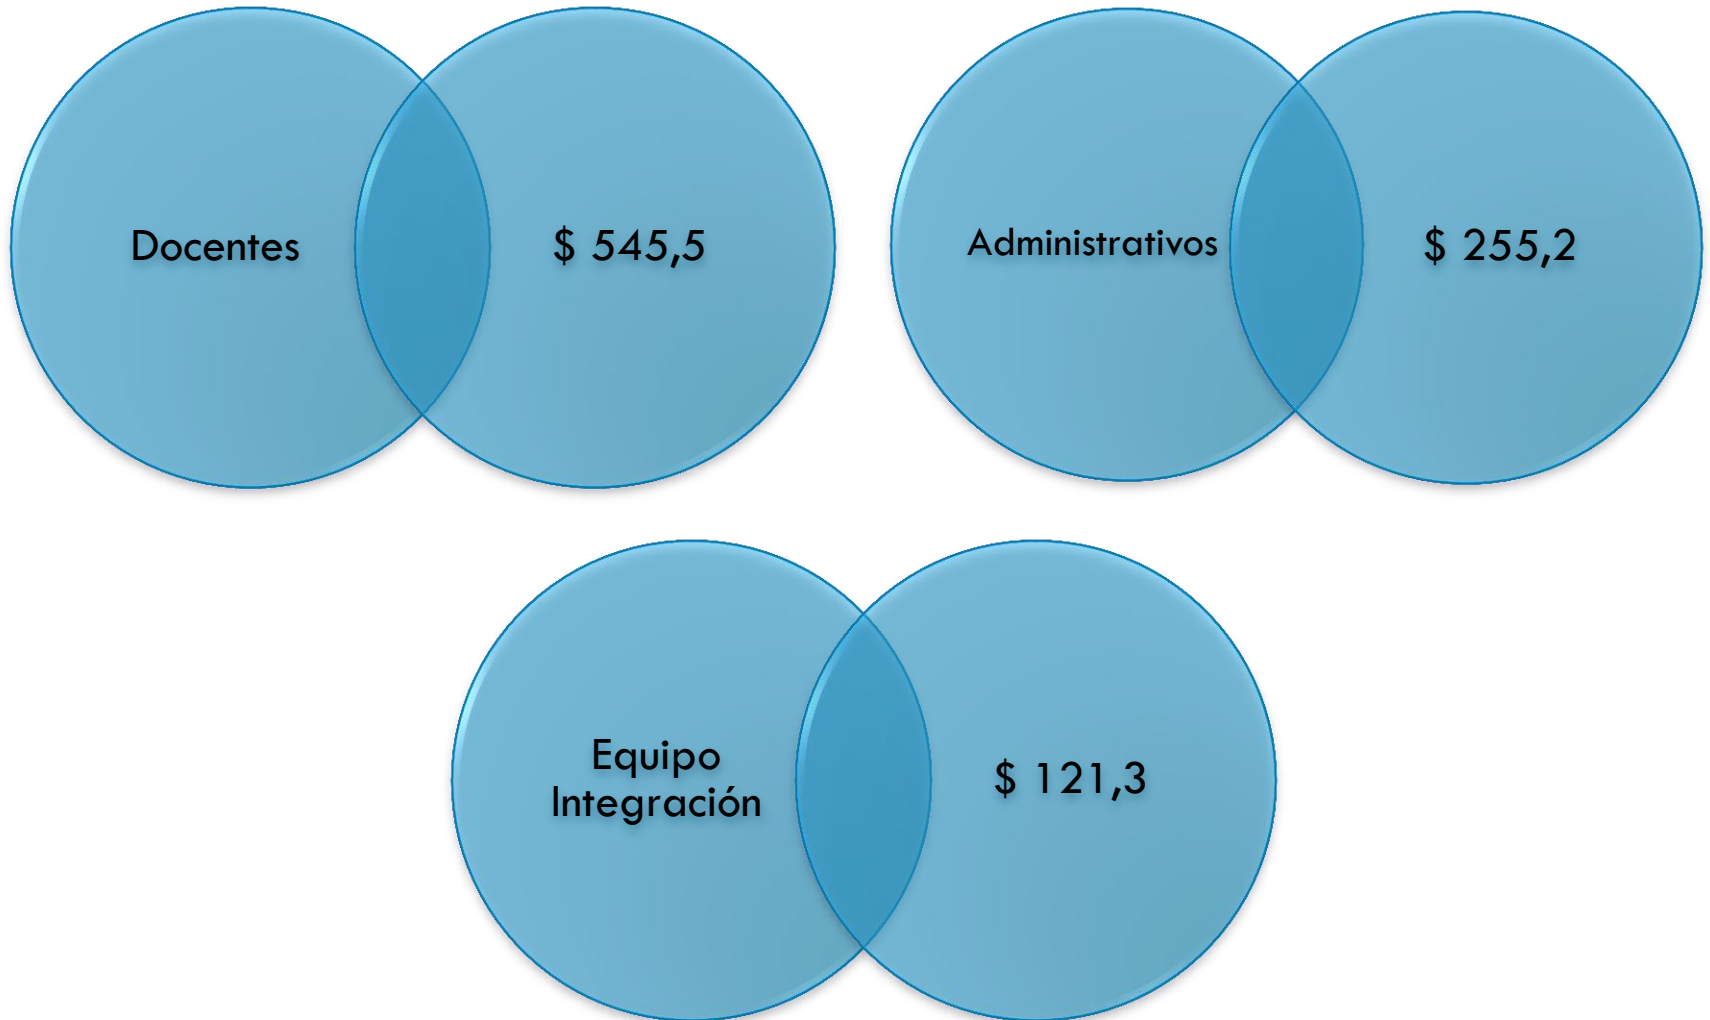 Docentes
$ 545,5
Administrativos
$ 255,2
Equipo
Integración
$ 121,3